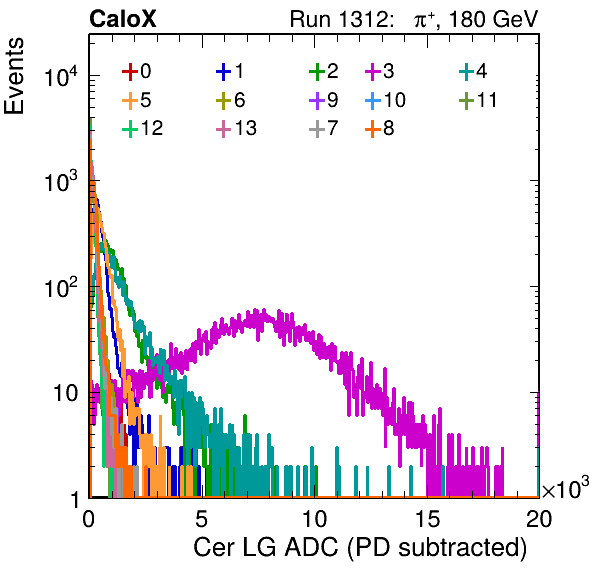 CaloX Run 1312: π⁺, 180 GeV
Events
10⁴
10³
10²
10
1
0 1 2 3 4
5 6 9 10 11
12 13 7 8
0 5 10 15 20
×10³
Cer LG ADC (PD subtracted)